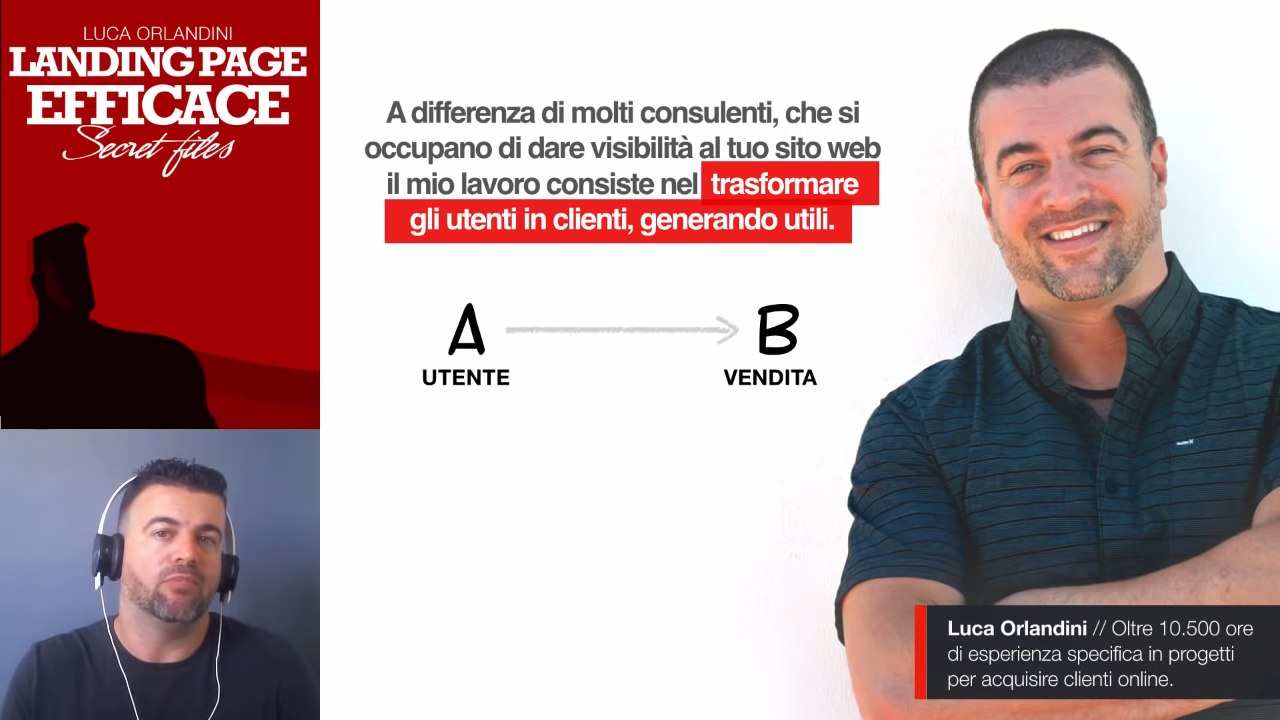 LUCA ORLANDINI
LANDING PAGE
EFFICACE
Secret files
A differenza di molti consulenti, che si
occupano di dare visibilità al tuo sito web
il mio lavoro consiste nel trasformare
gli utenti in clienti, generando utili.
A
B
UTENTE
VENDITA
Luca Orlandini // Oltre 10.500 ore
di esperienza specifica in progetti
per acquisire clienti online.